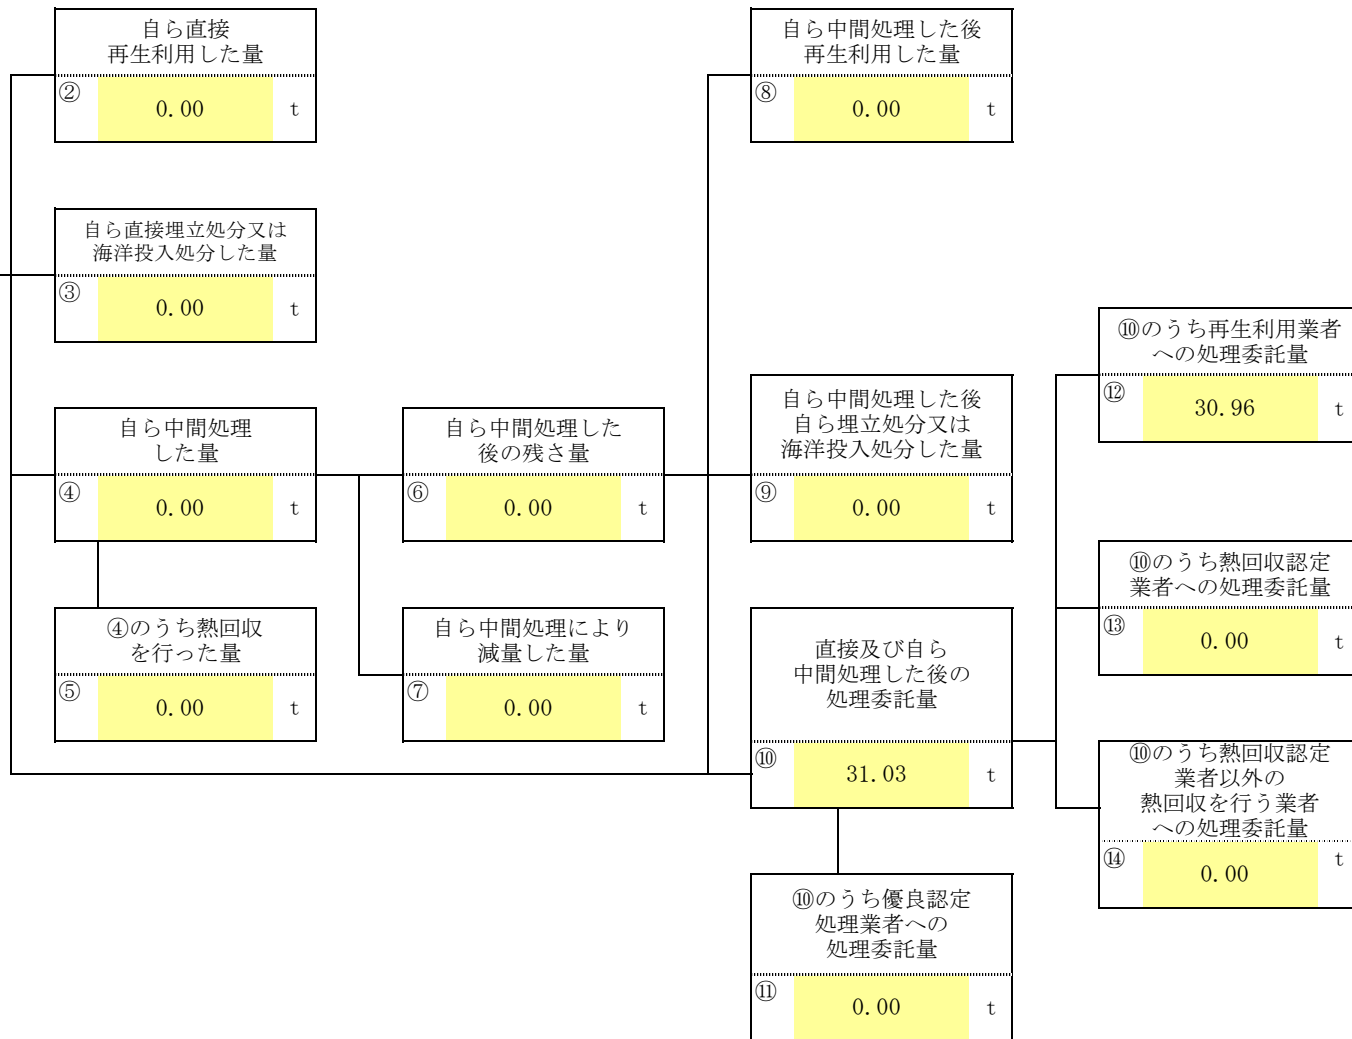 自ら直接
再生利用した量
② 0.00 t
自ら中間処理した後
再生利用した量
⑧ 0.00 t
自ら直接埋立処分又は
海洋投入処分した量
③ 0.00 t
⑩のうち再生利用業者
への処理委託量
⑫ 30.96 t
自ら中間処理
した量
④ 0.00 t
自ら中間処理した
後の残さ量
⑥ 0.00 t
自ら中間処理した後
自ら埋立処分又は
海洋投入処分した量
⑨ 0.00 t
⑩のうち熱回収認定
業者への処理委託量
⑬ 0.00 t
④のうち熱回収
を行った量
⑤ 0.00 t
自ら中間処理により
減量した量
⑦ 0.00 t
直接及び自ら
中間処理した後の
処理委託量
⑩ 31.03 t
⑩のうち熱回収認定
業者以外の
熱回収を行う業者
への処理委託量
⑭ 0.00 t
⑩のうち優良認定
処理業者への
処理委託量
⑪ 0.00 t